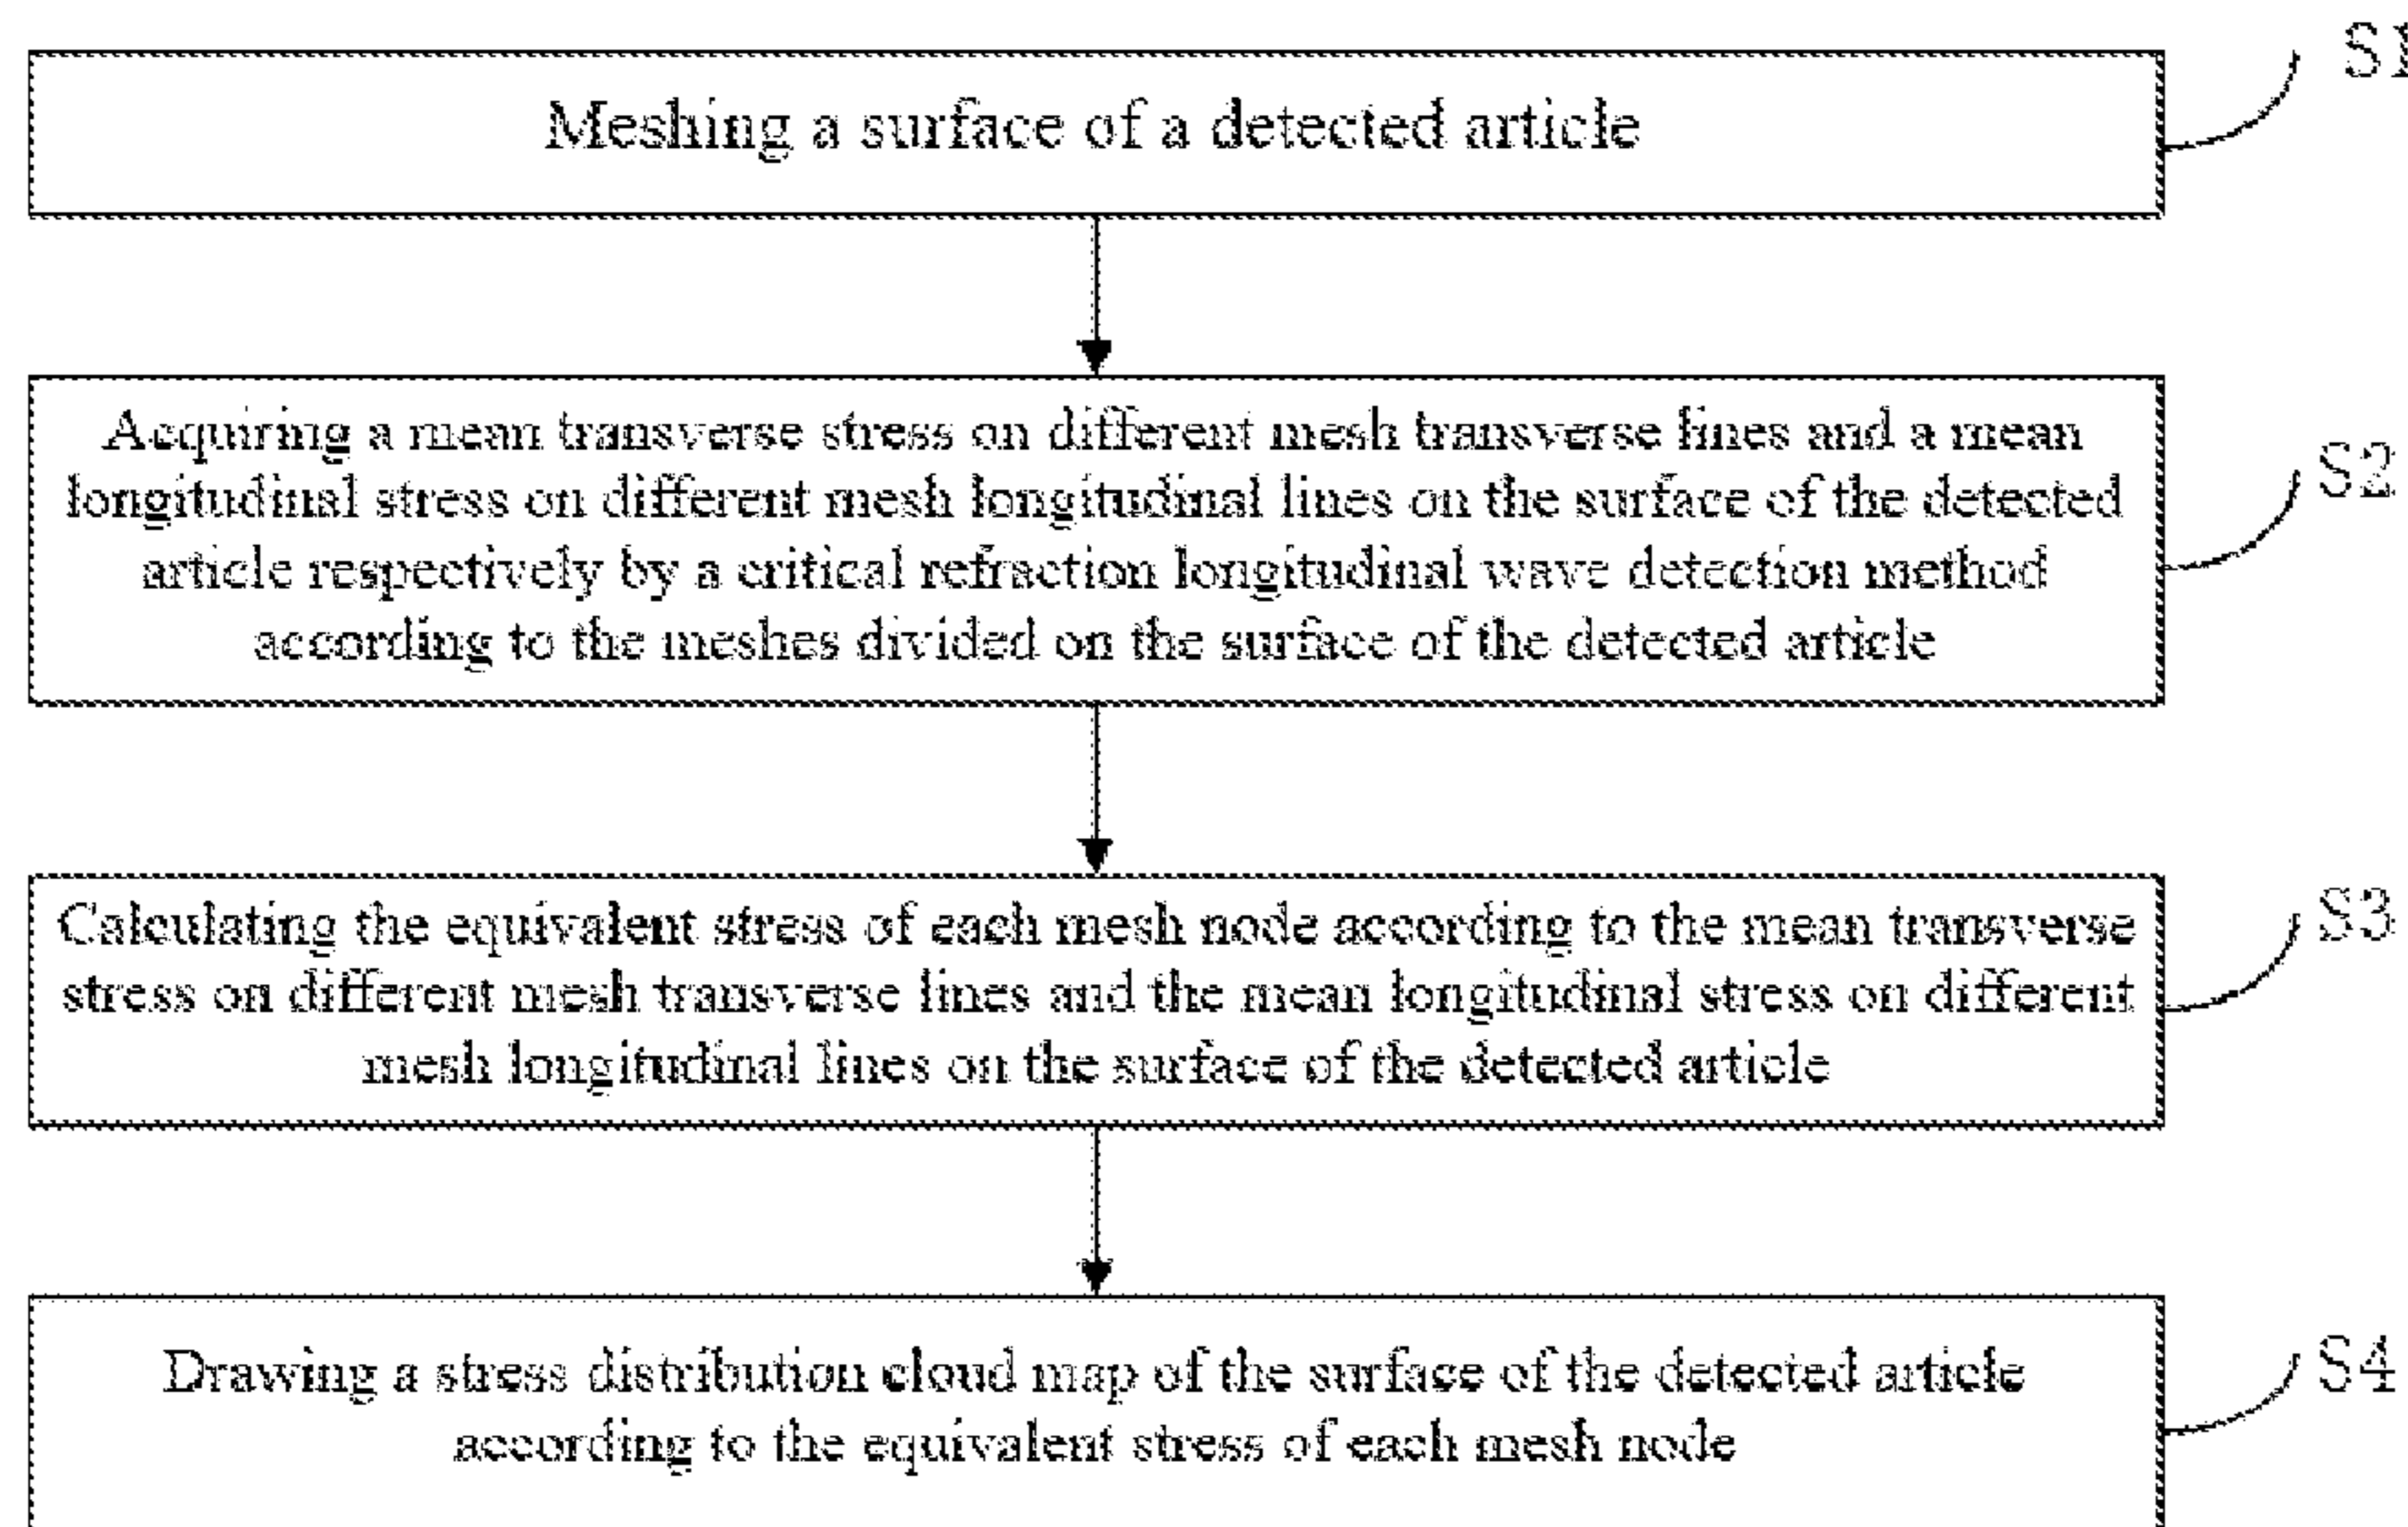 S1
Meshing a surface of a detected article
Acquiring a mean transverse stress on different mesh transverse lines and a mean
longitudinal stress on different mesh longitudinal lines on the surface of the detected
article respectively by a critical refraction longitudinal wave detection method
according to the meshes divided on the surface of the detected article
S2
Calculating the equivalent stress of each mesh node according to the mean transverse
stress on different mesh transverse lines and the mean longitudinal stress on different
mesh longitudinal lines on the surface of the detected article
S3
Drawing a stress distribution cloud map of the surface of the detected article
according to the equivalent stress of each mesh node
S4